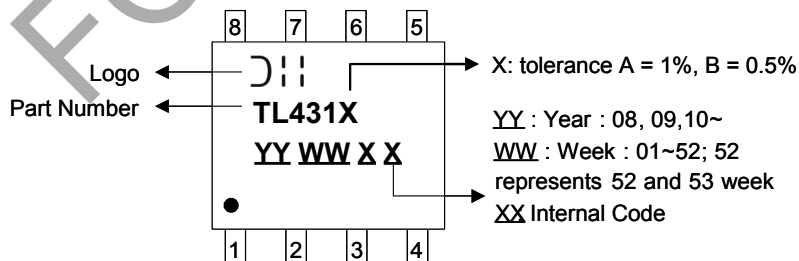 8 7 6 5
Logo
Part Number
TL431X
YY WW X X
X: tolerance A = 1%, B = 0.5%
YY : Year : 08, 09,10~
WW : Week : 01~52; 52
represents 52 and 53 week
XX Internal Code
1 2 3 4